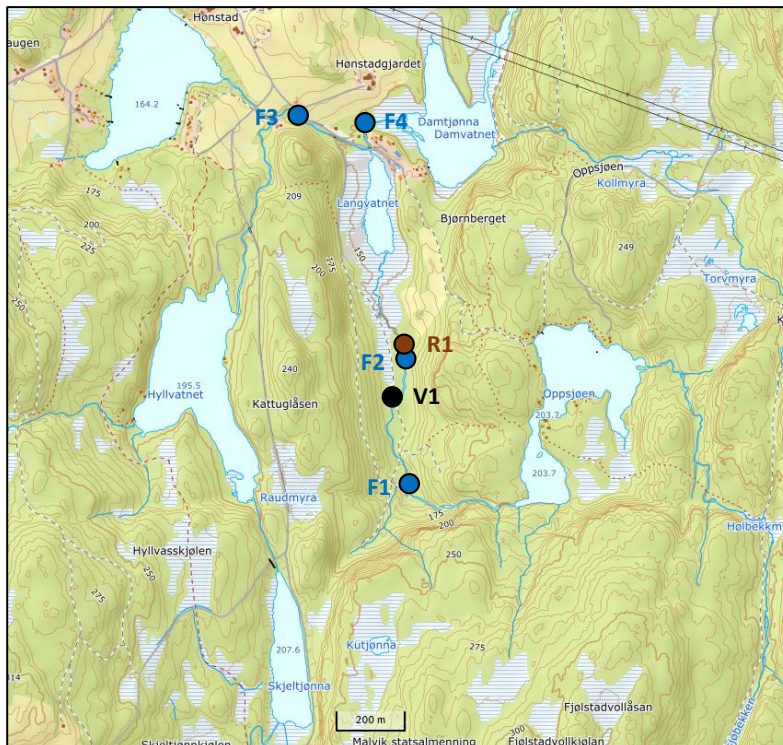 Hønstad
augen
Hønstadgjardet
164.2
F3
F4
Damtjønna
Damvatnet
Oppsjøen
Kollmyra
175
209
Langvatnet
200
225
Bjørnberget
175
150
200
249
250
Torvmyra
R1
F2
240
Hyllvatnet
195.5
V1
Oppsjøen
203.7
Kattuglåsen
203.7
F1
Raudmyra
175
200
Hølbekkm
Hyllvasskjølen
250
250
275
Kutjønna
275
207.6
314
Skjeltjønna
200 m
Fjølstadvollåsan
300
Skjeltjønnkjølen
Malvik statsalmenning
Fjølstadvollkjølan